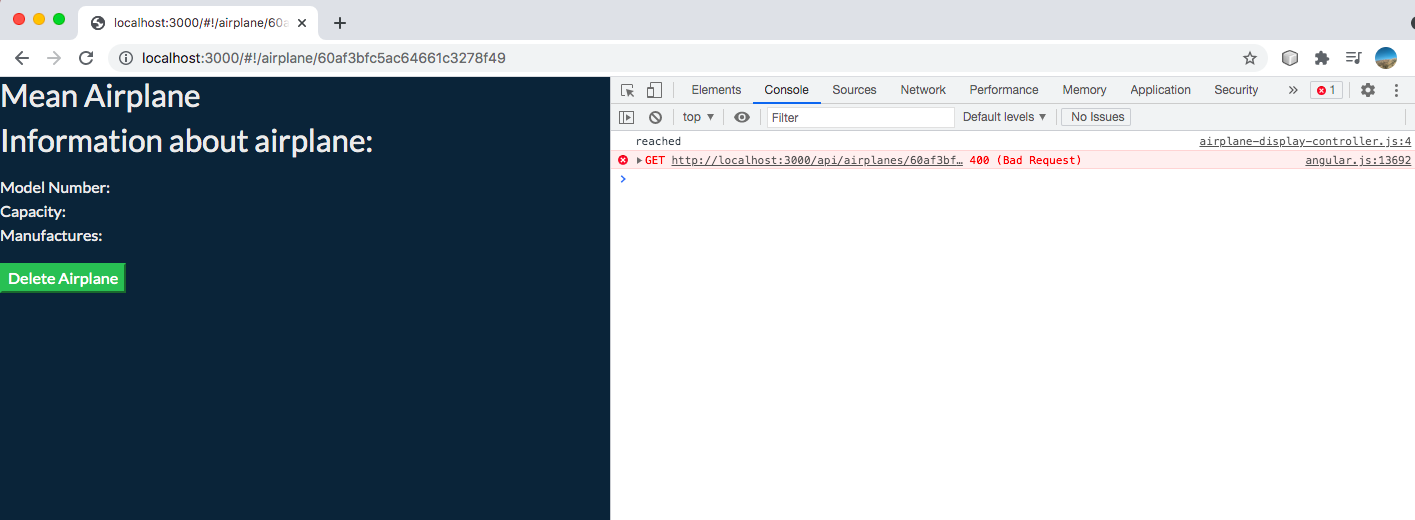 localhost:3000/#!/airplane/60a
localhost:3000/#!/airplane/60af3bfc5ac64661c3278f49
Mean Airplane
Information about airplane:
Model Number:
Capacity:
Manufactures:
Delete Airplane
Elements Console Sources Network Performance Memory Application Security » 1
top ▼ Filter Default levels ▼ No Issues
reached airplane-display-controller.js:4
GET http://localhost:3000/api/airplanes/60af3bf… 400 (Bad Request) angular.js:13692